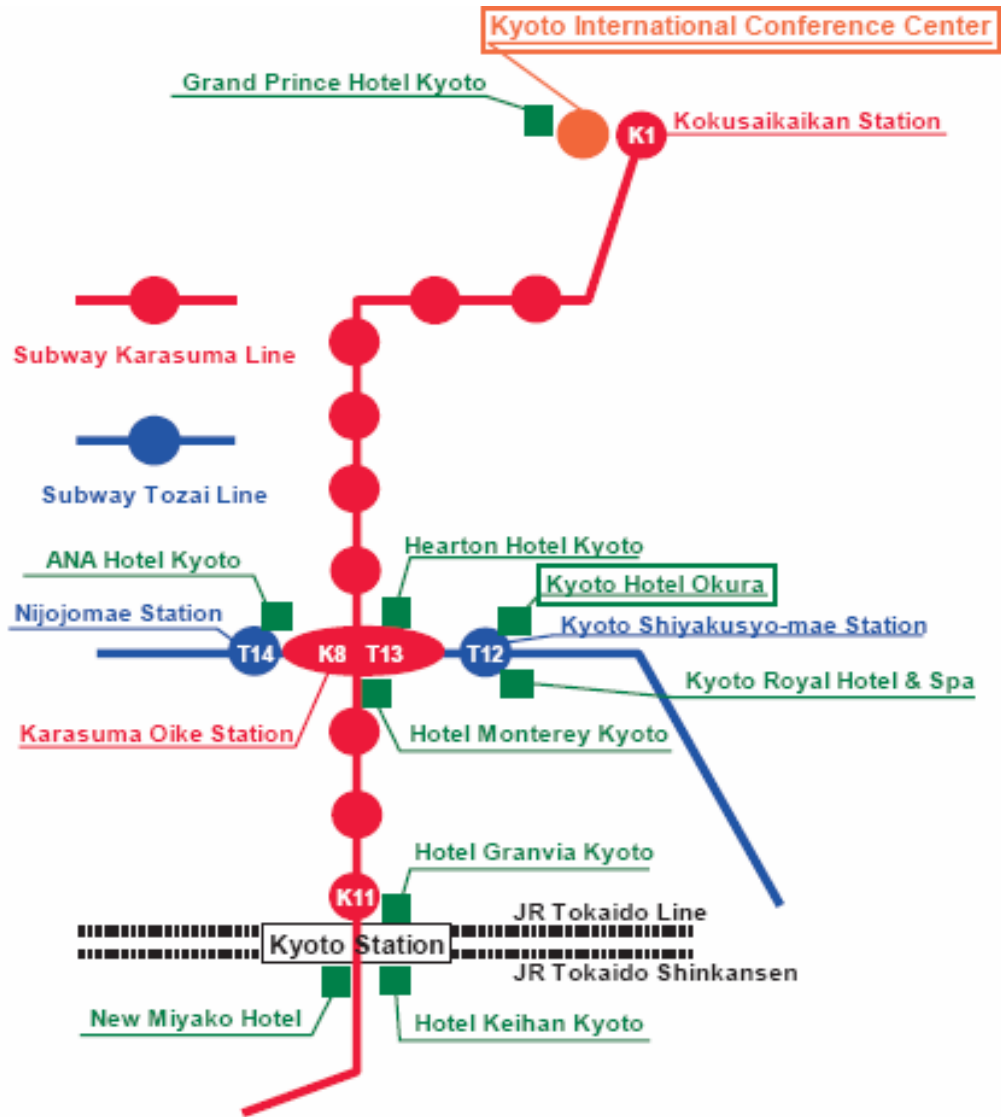 Kyoto International Conference Center
Grand Prince Hotel Kyoto
K1
Kokusaikaikan Station
Subway Karasuma Line
Subway Tozai Line
ANA Hotel Kyoto
Hearton Hotel Kyoto
Kyoto Hotel Okura
Nijojomae Station
Kyoto Shiyakusyo-mae Station
T14
K8 T13
T12
Kyoto Royal Hotel & Spa
Karasuma Oike Station
Hotel Monterey Kyoto
Hotel Granvia Kyoto
K11
JR Tokaido Line
Kyoto Station
JR Tokaido Shinkansen
New Miyako Hotel
Hotel Keihan Kyoto